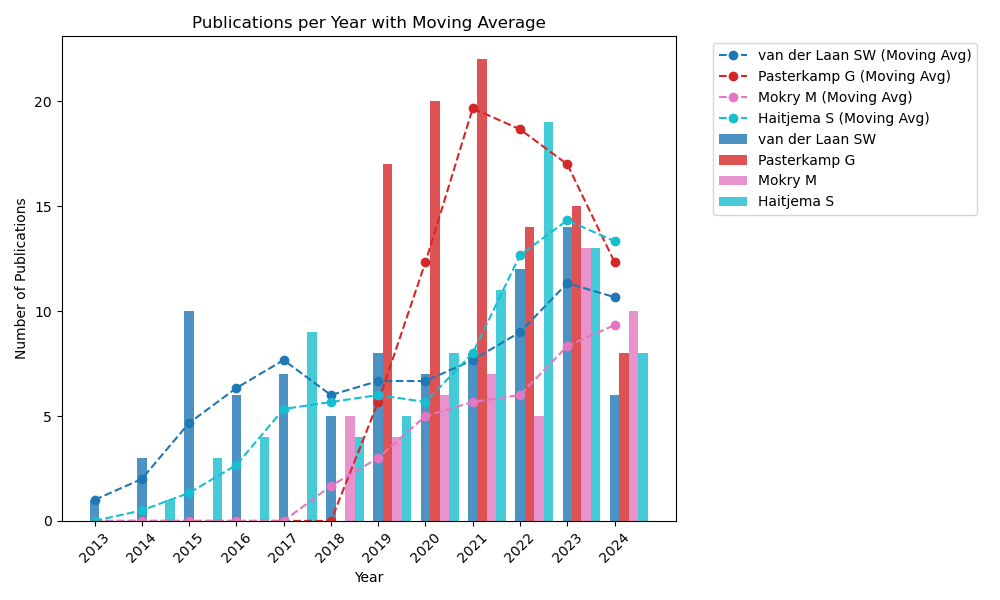 Publications per Year with Moving Average
Number of Publications
20
15
10
5
0
2013
2014
2015
2016
2017
2018
2019
2020
2021
2022
2023
2024
Year
van der Laan SW (Moving Avg)
Pasterkamp G (Moving Avg)
Mokry M (Moving Avg)
Haitjema S (Moving Avg)
van der Laan SW
Pasterkamp G
Mokry M
Haitjema S